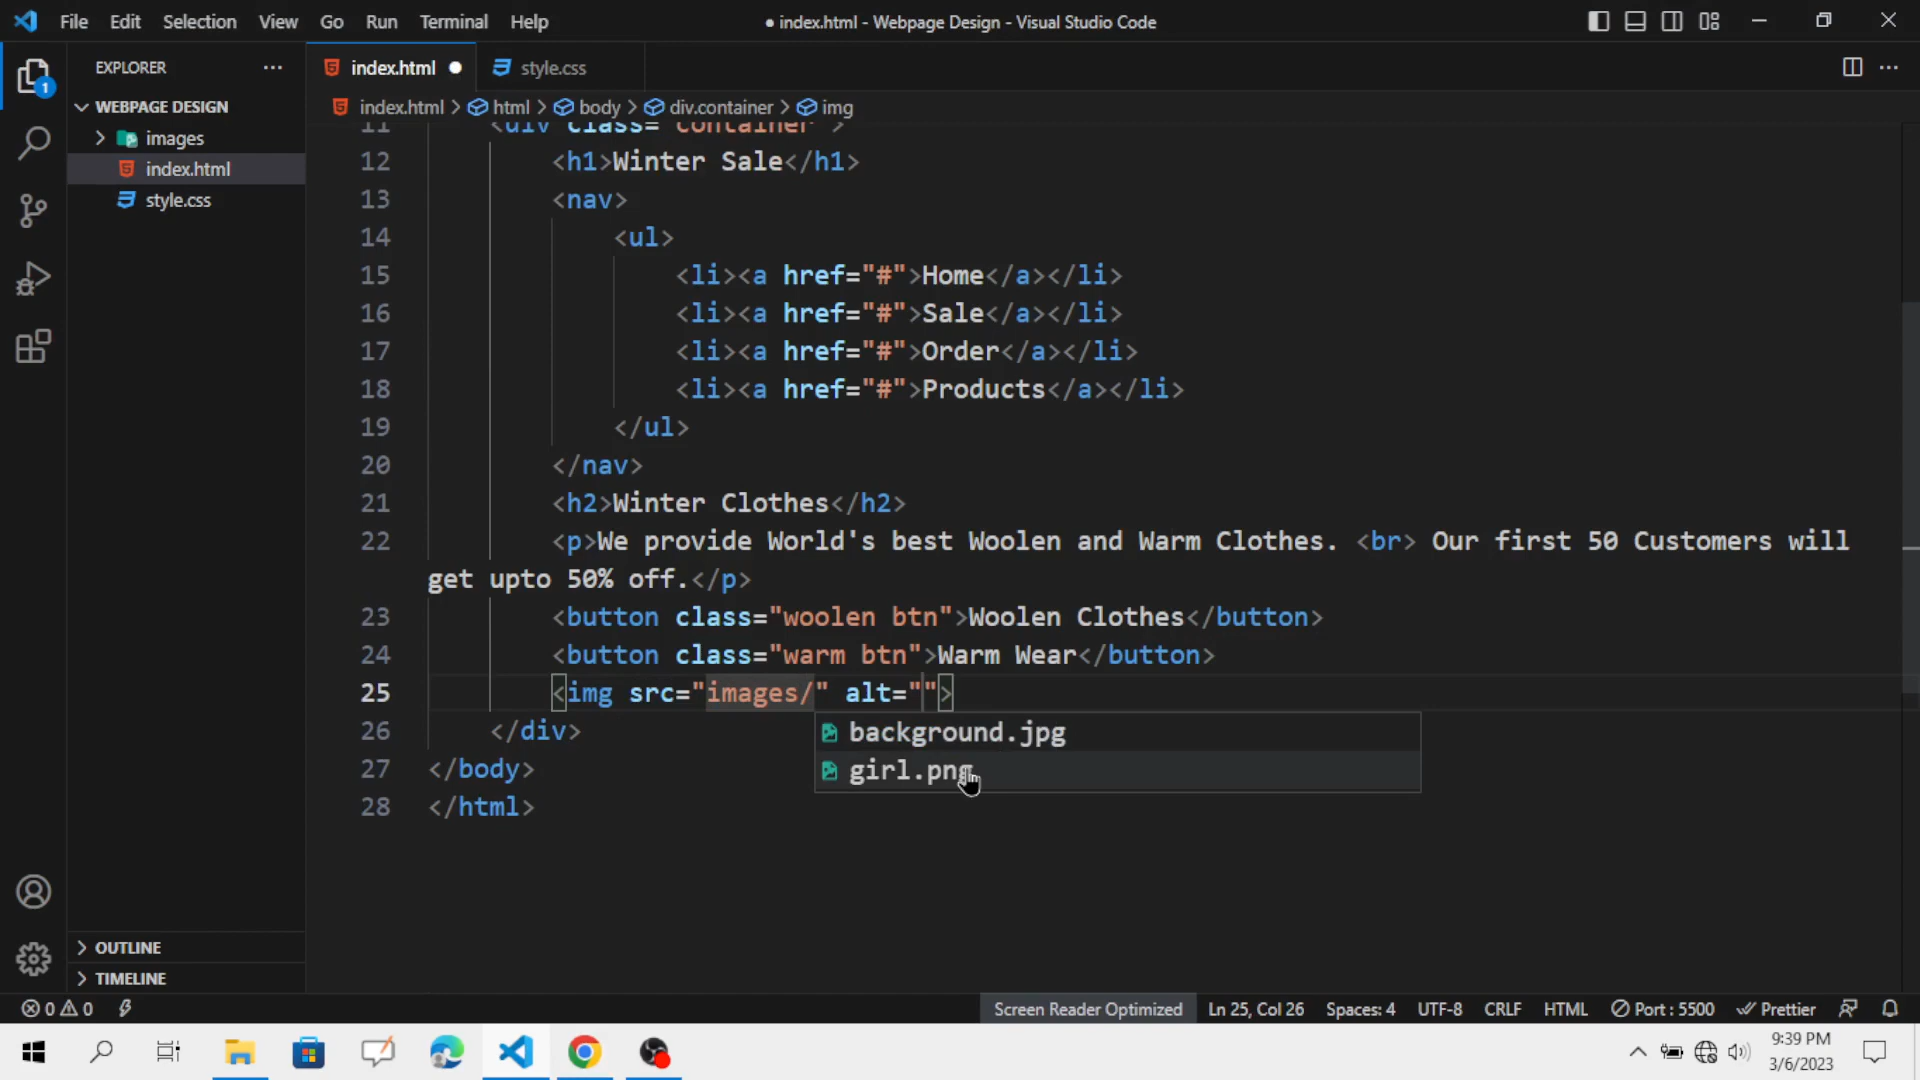 File Edit Selection View Go Run Terminal Help
● index.html - Webpage Design - Visual Studio Code
EXPLORER
index.html
style.css
WEBPAGE DESIGN
images
index.html
style.css
OUTLINE
TIMELINE
1
index.html > html > body > div.container > img
11 <div class="container">
12 <h1>Winter Sale</h1>
13 <nav>
14 <ul>
15 <li><a href="#">Home</a></li>
16 <li><a href="#">Sale</a></li>
17 <li><a href="#">Order</a></li>
18 <li><a href="#">Products</a></li>
19 </ul>
20 </nav>
21 <h2>Winter Clothes</h2>
22 <p>We provide World's best Woolen and Warm Clothes. <br> Our first 50 Customers will
get upto 50% off.</p>
23 <button class="woolen btn">Woolen Clothes</button>
24 <button class="warm btn">Warm Wear</button>
25 <img src="images/" alt="">
background.jpg
girl.png
26 </div>
27 </body>
28 </html>
0 0
Screen Reader Optimized Ln 25, Col 26 Spaces: 4 UTF-8 CRLF HTML Port : 5500 Prettier
9:39 PM
3/6/2023